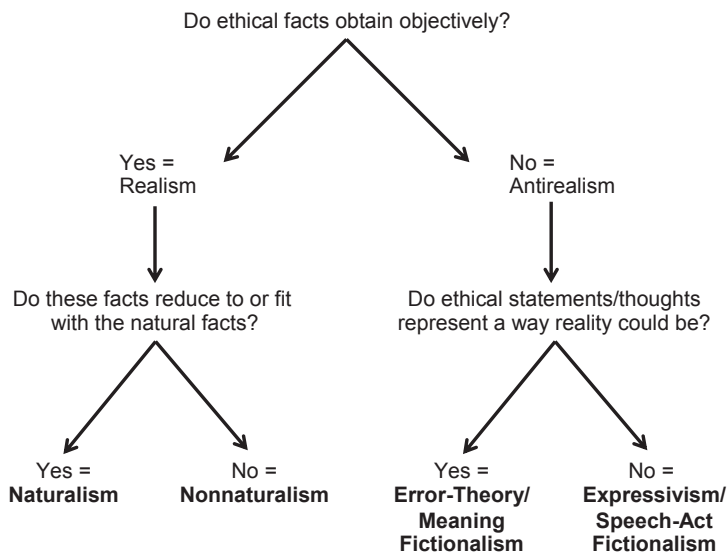 Do ethical facts obtain objectively?
Yes =
Realism
No =
Antirealism
Do these facts reduce to or fit
with the natural facts?
Do ethical statements/thoughts
represent a way reality could be?
Yes =
Naturalism
No =
Nonnaturalism
Yes =
Error-Theory/
Meaning
Fictionalism
No =
Expressivism/
Speech-Act
Fictionalism